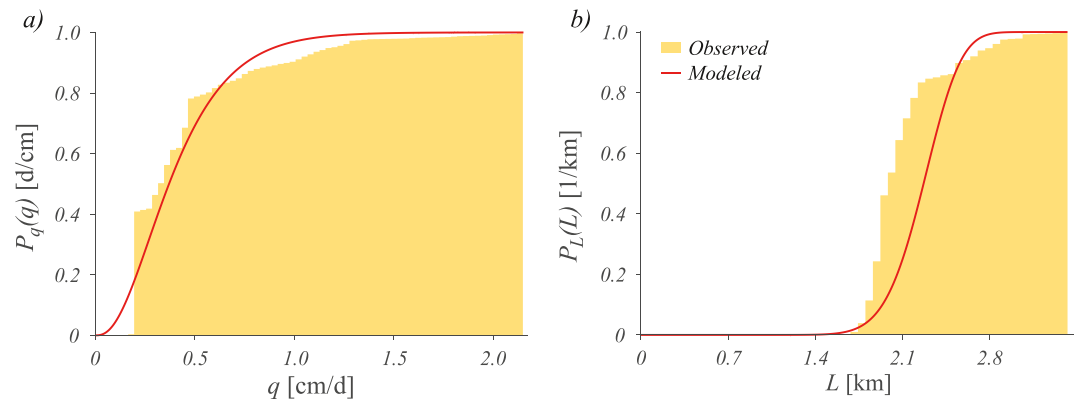 a)
1.0
0.8
0.6
0.4
0.2
0
P_q(q) [d/cm]
0
0.5
1.0
1.5
2.0
q [cm/d]
b)
Observed
Modeled
1.0
0.8
0.6
0.4
0.2
0
P_L(L) [1/km]
0
0.7
1.4
2.1
2.8
L [km]